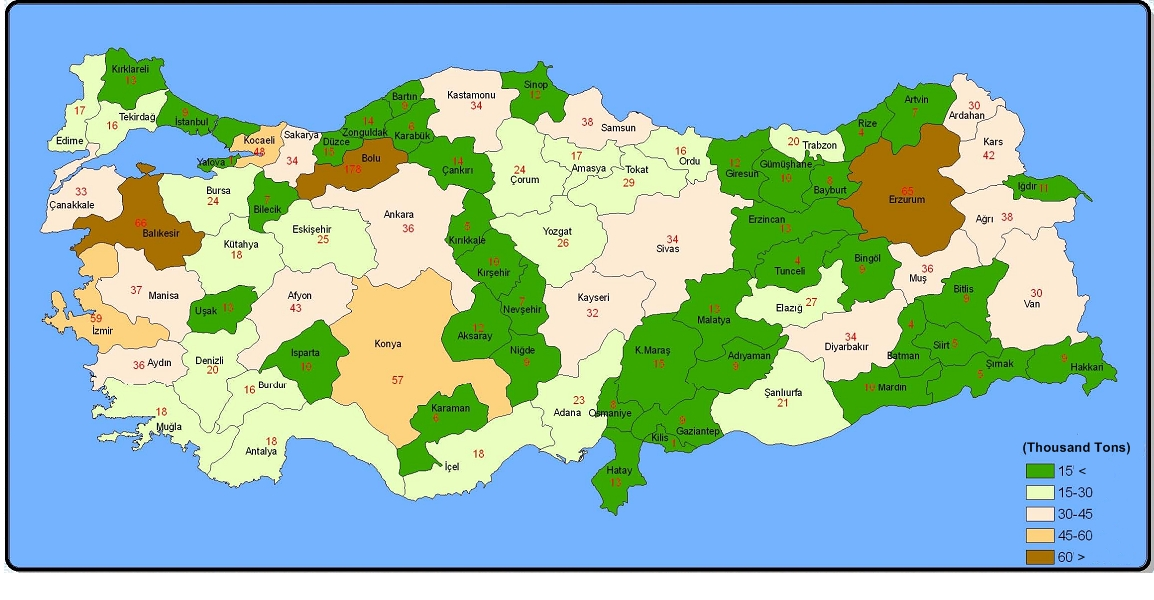 Kırklareli
13
17
Tekirdağ
16
Edirne
9
İstanbul
Yalova 1
Kocaeli
48
Sakarya
34
Düzce
15
Zonguldak
14
Bartın
9
Karabük
6
Bolu
178
Kastamonu
34
Sinop
12
38
Samsun
14
Çankırı
24
Çorum
17
Amasya
Tokat
29
16
Ordu
12
Giresun
Gümüşhane
10
20
Trabzon
8
Bayburt
Rize
4
Artvin
7
30
Ardahan
Kars
42
Iğdır 11
Ağrı 38
65
Erzurum
Erzincan
13
33
Çanakkale
66
Balıkesir
Bursa
24
7
Bilecik
Kütahya
18
Eskişehir
25
Ankara
36
5
Kırıkkale
10
Kırşehir
Yozgat
26
34
Sivas
4
Tunceli
Bingöl
9
36
Muş
Bitlis
9
30
Van
37
Manisa
59
İzmir
Uşak 13
Afyon
43
Konya
57
12
Aksaray
7
Nevşehir
Kayseri
32
13
Malatya
Elazığ 27
34
Diyarbakır
4
Batman
Siirt 5
Şırnak
5
9
Hakkari
36 Aydın
Denizli
20
Isparta
10
16 Burdur
18
Muğla
18
Antalya
Karaman
6
Niğde
9
18
İçel
23
Adana
8
Osmaniye
K.Maraş
15
Adıyaman
9
Şanlıurfa
21
10 Mardin
9
Gaziantep
Kilis 1
Hatay
13
(Thousand Tons)
15 <
15-30
30-45
45-60
60 >